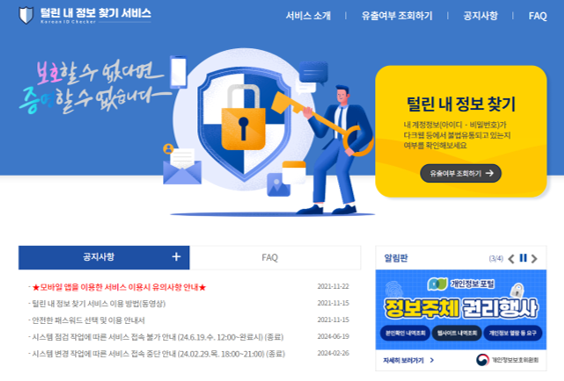 털린 내 정보 찾기 서비스
Korean ID Checker
서비스 소개
유출여부 조회하기
공지사항
FAQ
보호할 수 없다면
증여할 수 없습니다
털린 내 정보 찾기
내 계정정보(아이디 · 비밀번호)가
다크웹 등에서 불법유통되고 있는지
여부를 확인해보세요
유출여부 조회하기 →
공지사항 +
FAQ
· ★모바일 앱을 이용한 서비스 이용시 유의사항 안내★ 2021-11-22
· 털린 내 정보 찾기 서비스 이용 방법(동영상) 2021-11-15
· 안전한 패스워드 선택 및 이용 안내서 2021-11-15
· 시스템 점검 작업에 따른 서비스 접속 불가 안내 (24.6.19.수. 12:00~완료시) (종료) 2024-06-19
· 시스템 변경 작업에 따른 서비스 접속 중단 안내 (24.02.29.목. 18:00~21:00) (종료) 2024-02-26
알림판 (3/4)
개인정보 포털
정보주체 권리행사
본인확인 내역조회
웹사이트 내역조회
개인정보 열람 등 요구
자세히 보러가기 >
개인정보보호위원회